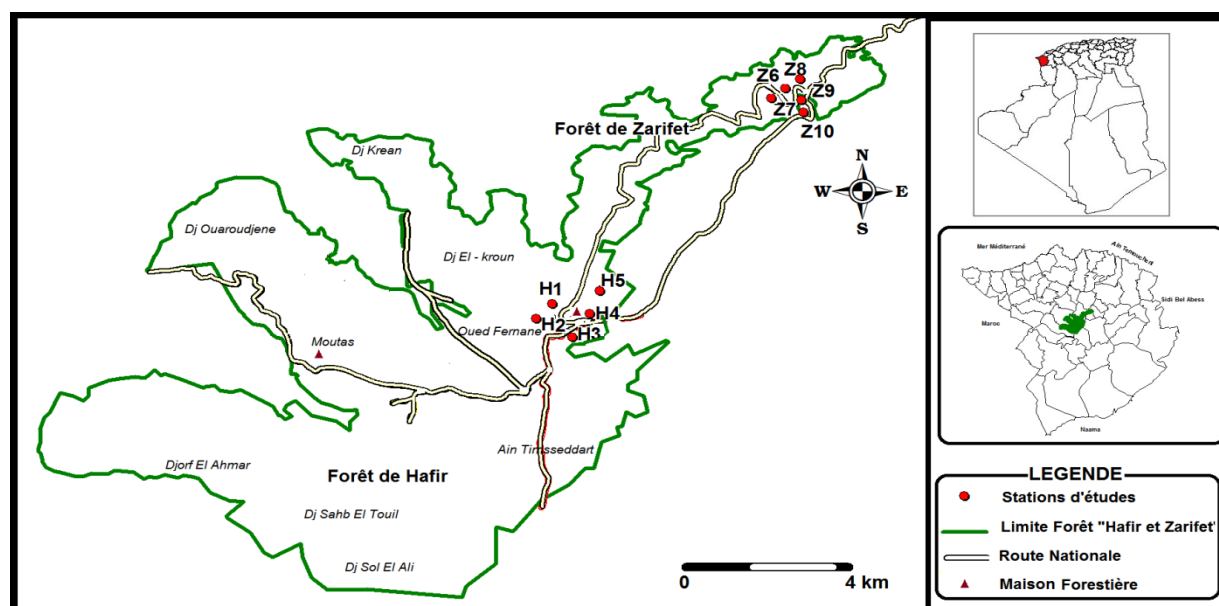 Z6
Z8
Z9
Z7
Z10
Forêt de Zarifet
Dj Krean
N
W
E
S
Dj Ouaroudjene
Dj El - kroun
H5
H1
H4
H2
Oued Fernane
H3
Moutas
Ain Timsseddart
Djorf El Ahmar
Forêt de Hafir
Dj Sahb El Touil
Dj Sol El Ali
0
4 km
Mer Méditerrané
Ain Temouchent
Sidi Bel Abess
Maroc
Naama
LEGENDE
Stations d'études
Limite Forêt "Hafir et Zarifet'
Route Nationale
Maison Forestière